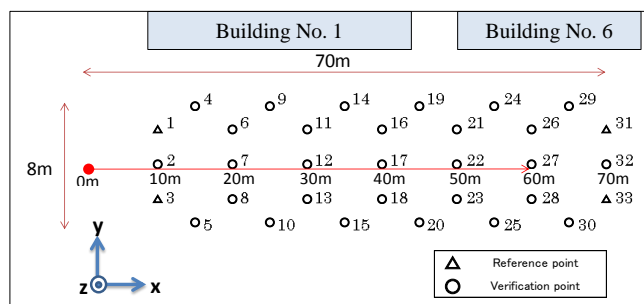 Building No. 1
Building No. 6
70m
4 9 14 19 24 29
1 6 11 16 21 26 31
8m
2 7 12 17 22 27 32
0m 10m 20m 30m 40m 50m 60m 70m
3 8 13 18 23 28 33
5 10 15 20 25 30
y
z x
Reference point
Verification point